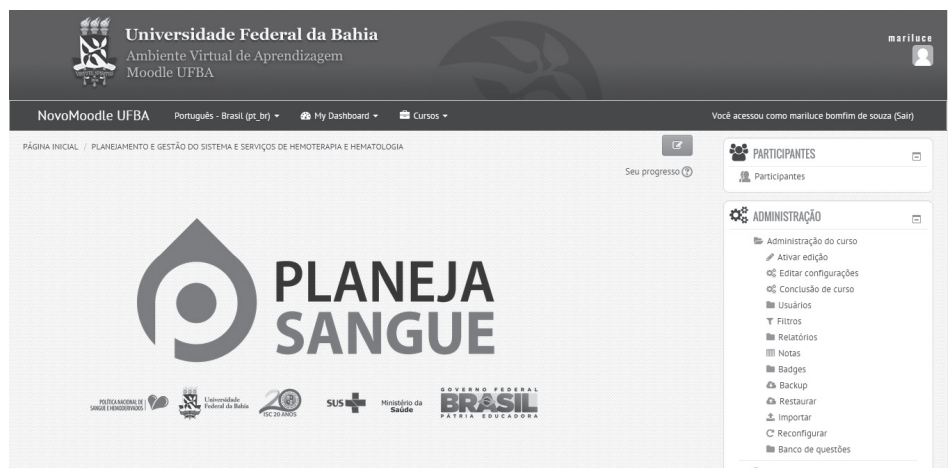 Universidade Federal da Bahia
Ambiente Virtual de Aprendizagem
Moodle UFBA
mariluce
NovoMoodle UFBA
Português - Brasil (pt_br)
My Dashboard
Cursos
Você acessou como mariluce bomfim de souza (Sair)
PÁGINA INICIAL / PLANEJAMENTO E GESTÃO DO SISTEMA E SERVIÇOS DE HEMOTERAPIA E HEMATOLOGIA
Seu progresso
PLANEJA
SANGUE
POLÍTICA NACIONAL DE
SANGUE E HEMODERIVADOS
Universidade
Federal da Bahia
20
ISC 20 ANOS
SUS
Ministério da
Saúde
GOVERNO FEDERAL
BRASIL
PÁTRIA EDUCADORA
PARTICIPANTES
Participantes
ADMINISTRAÇÃO
Administração do curso
Ativar edição
Editar configurações
Conclusão de curso
Usuários
Filtros
Relatórios
Notas
Badges
Backup
Restaurar
Importar
Reconfigurar
Banco de questões